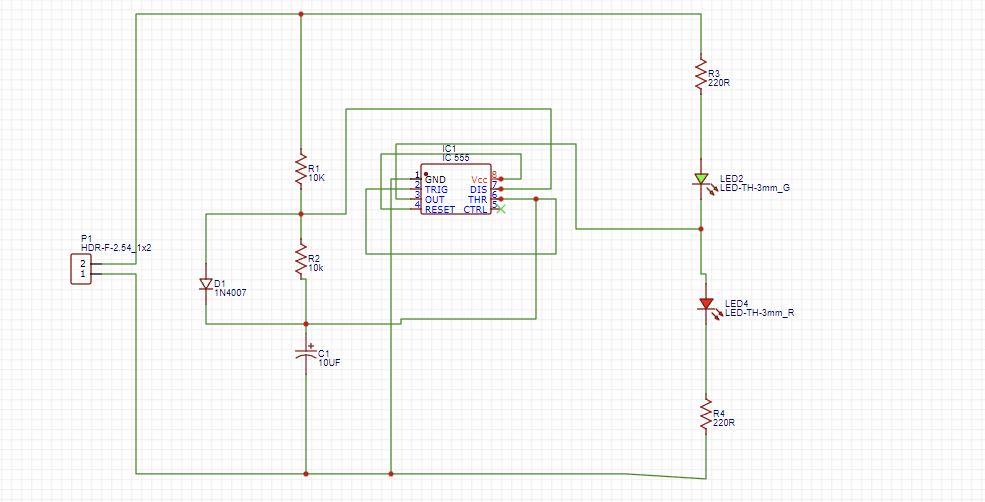 R3
220R
IC1
IC 555
1 GND Vcc 8
2 TRIG DIS 7
3 OUT THR 6
4 RESET CTRL 5
R1
10K
LED2
LED-TH-3mm_G
P1
HDR-F-2.54_1x2
2
1
R2
10k
D1
1N4007
LED4
LED-TH-3mm_R
C1
10UF
R4
220R